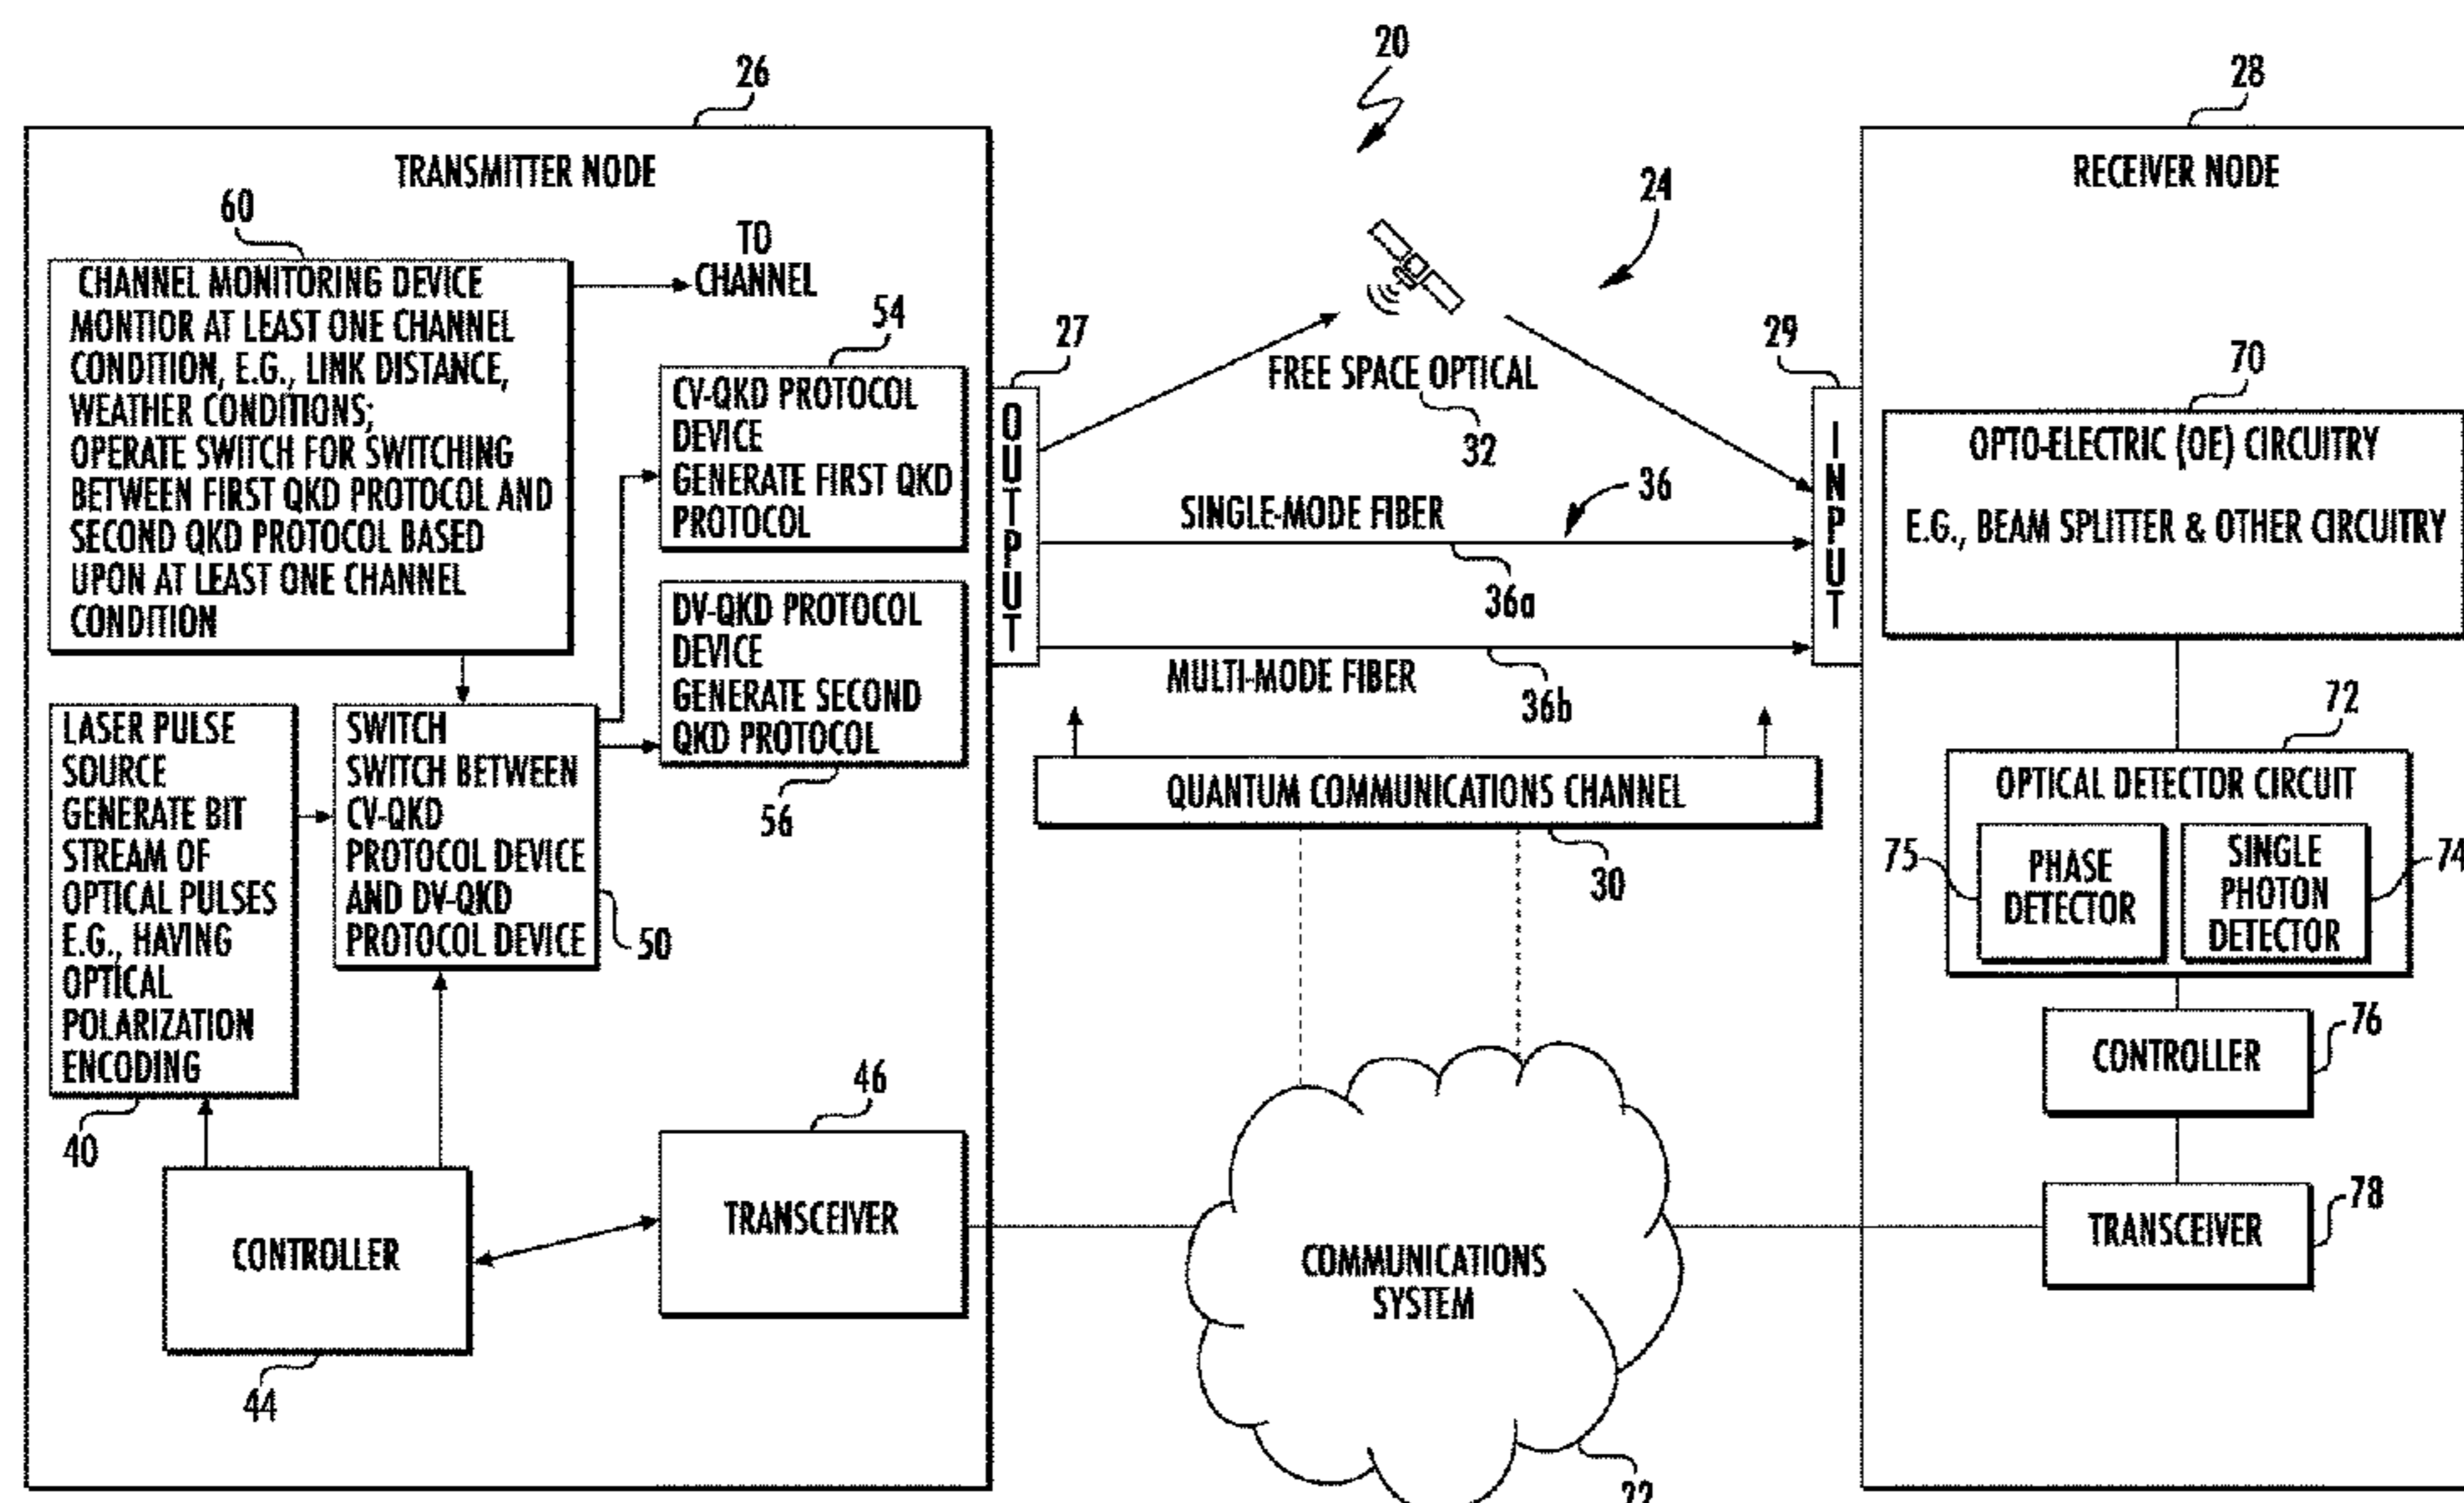 20
26
28
TRANSMITTER NODE
RECEIVER NODE
24
60
TO
CHANNEL
CHANNEL MONITORING DEVICE
MONTIOR AT LEAST ONE CHANNEL
CONDITION, E.G., LINK DISTANCE,
WEATHER CONDITIONS;
OPERATE SWITCH FOR SWITCHING
BETWEEN FIRST QKD PROTOCOL AND
SECOND QKD PROTOCOL BASED
UPON AT LEAST ONE CHANNEL
CONDITION
54
CV-QKD PROTOCOL
DEVICE
GENERATE FIRST QKD
PROTOCOL
DV-QKD PROTOCOL
DEVICE
GENERATE SECOND
QKD PROTOCOL
56
27
OUTPUT
FREE SPACE OPTICAL
32
SINGLE-MODE FIBER
36
36a
MULTI-MODE FIBER
36b
29
INPUT
70
OPTO-ELECTRIC (OE) CIRCUITRY
E.G., BEAM SPLITTER & OTHER CIRCUITRY
LASER PULSE
SOURCE
GENERATE BIT
STREAM OF
OPTICAL PULSES
E.G., HAVING
OPTICAL
POLARIZATION
ENCODING
40
SWITCH
SWITCH BETWEEN
CV-QKD
PROTOCOL DEVICE
AND DV-QKD
PROTOCOL DEVICE
50
QUANTUM COMMUNICATIONS CHANNEL
30
72
OPTICAL DETECTOR CIRCUIT
75
PHASE
DETECTOR
SINGLE
PHOTON
DETECTOR
74
CONTROLLER
76
46
TRANSCEIVER
CONTROLLER
44
COMMUNICATIONS
SYSTEM
22
TRANSCEIVER
78